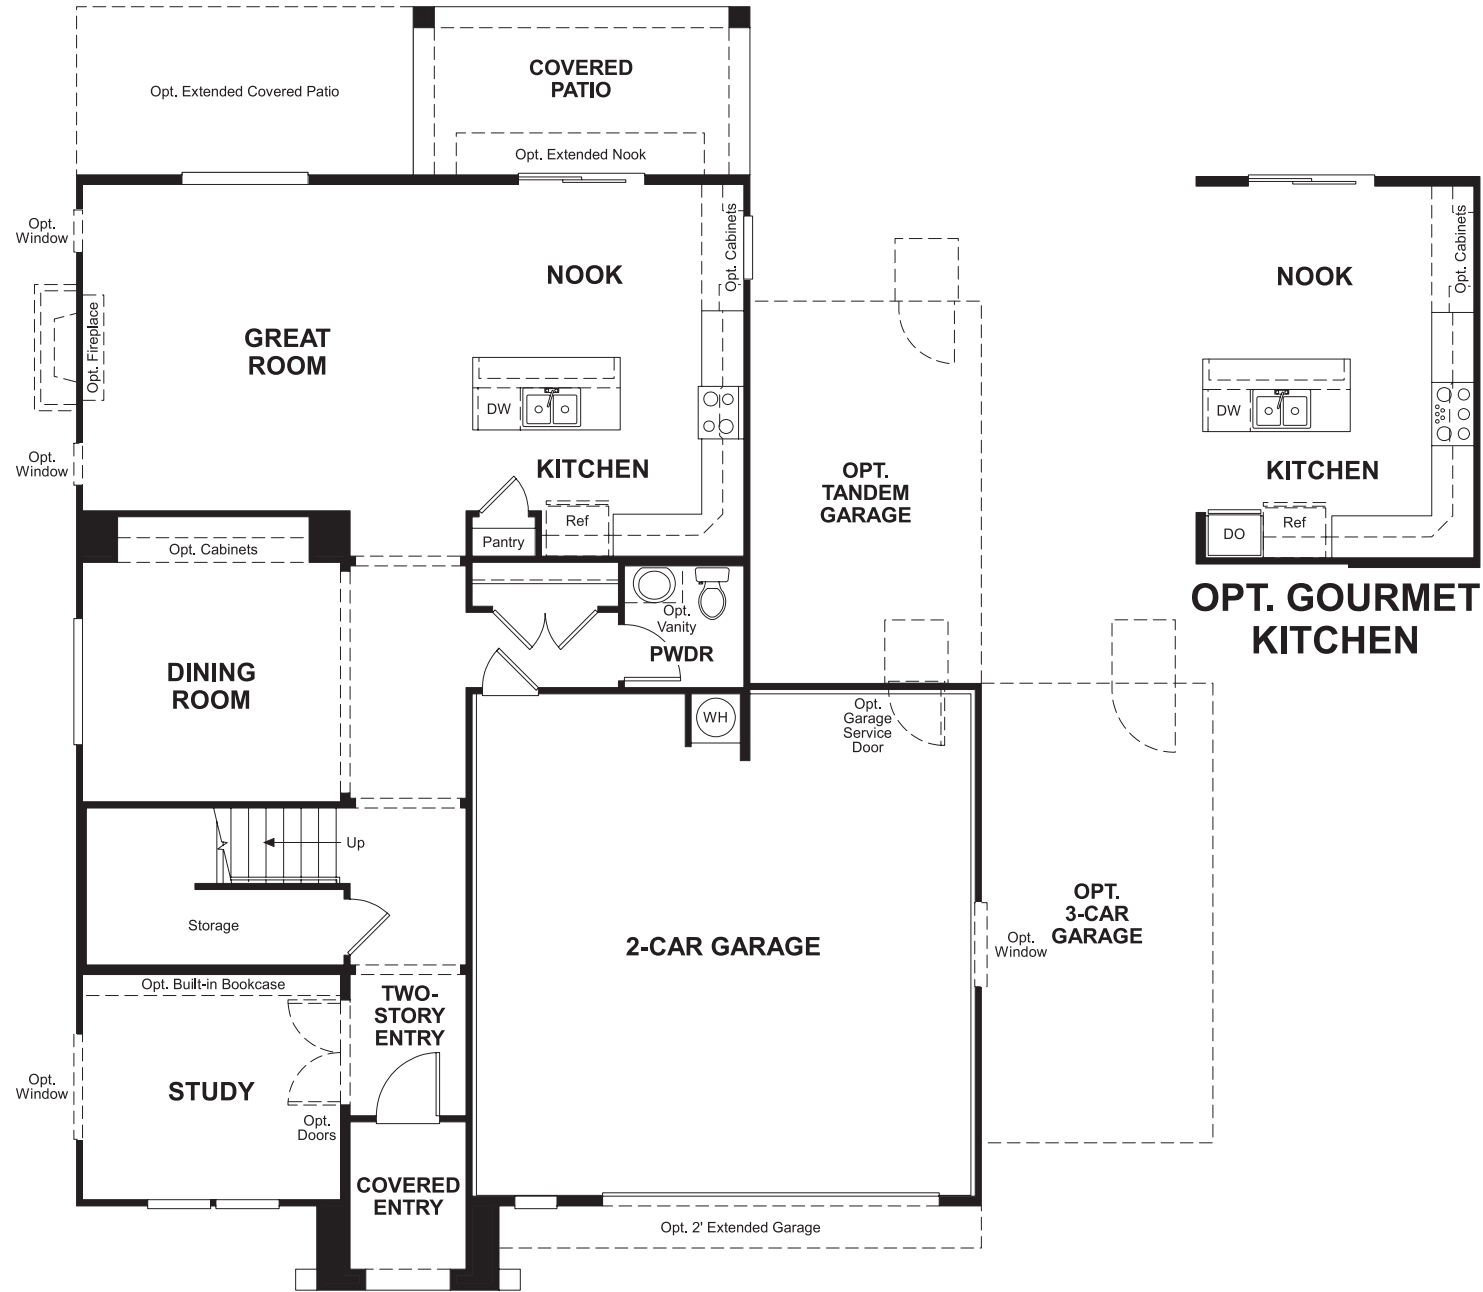 COVERED
PATIO
Opt. Extended Covered Patio
Opt. Extended Nook
Opt.
Window
Opt. Cabinets
NOOK
GREAT
ROOM
Opt. Fireplace
DW
Opt.
Window
KITCHEN
Ref
Pantry
Opt. Cabinets
OPT.
TANDEM
GARAGE
Opt. Cabinets
NOOK
DW
KITCHEN
Ref
DO
OPT. GOURMET
KITCHEN
Opt.
Vanity
PWDR
DINING
ROOM
WH
Opt.
Garage
Service
Door
Up
Storage
2-CAR GARAGE
Opt.
Window
OPT.
3-CAR
GARAGE
Opt. Built-in Bookcase
TWO-
STORY
ENTRY
Opt.
Window
STUDY
Opt.
Doors
COVERED
ENTRY
Opt. 2' Extended Garage